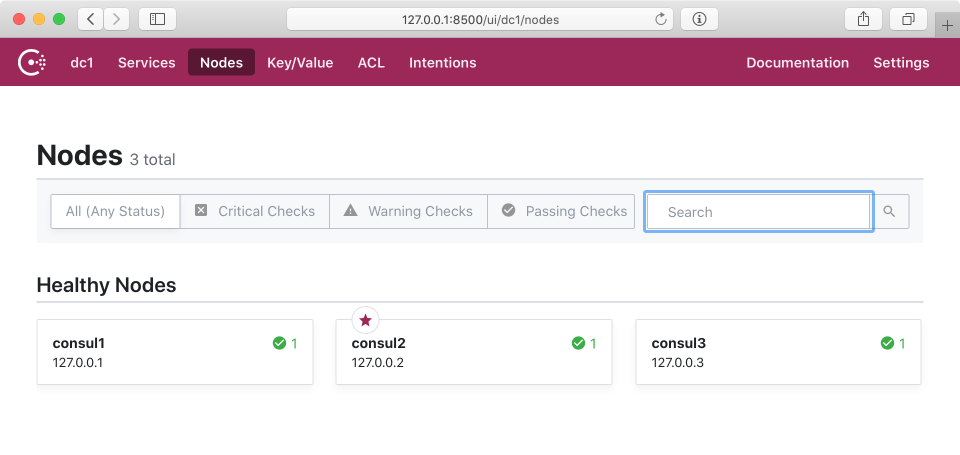 127.0.0.1:8500/ui/dc1/nodes
dc1 Services Nodes Key/Value ACL Intentions Documentation Settings
Nodes 3 total
All (Any Status) Critical Checks Warning Checks Passing Checks Search
Healthy Nodes
consul1 1 consul2 1 consul3 1
127.0.0.1 127.0.0.2 127.0.0.3